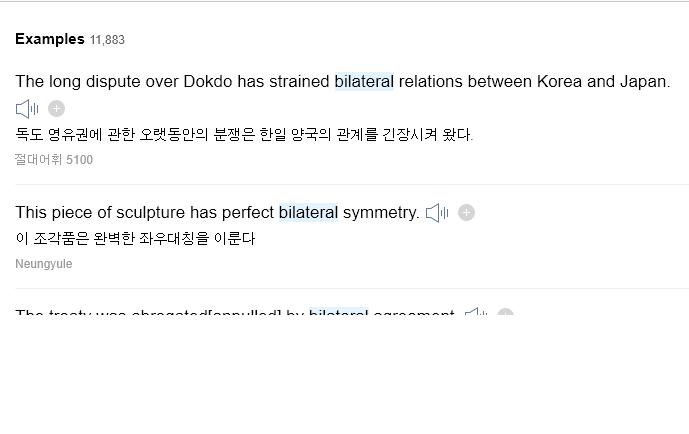 Examples 11,883
The long dispute over Dokdo has strained bilateral relations between Korea and Japan.
독도 영유권에 관한 오랫동안의 분쟁은 한일 양국의 관계를 긴장시켜 왔다.
절대어휘 5100
This piece of sculpture has perfect bilateral symmetry.
이 조각품은 완벽한 좌우대칭을 이룬다
Neungyule
The treaty was abrogated[annulled] by bilateral agreement.